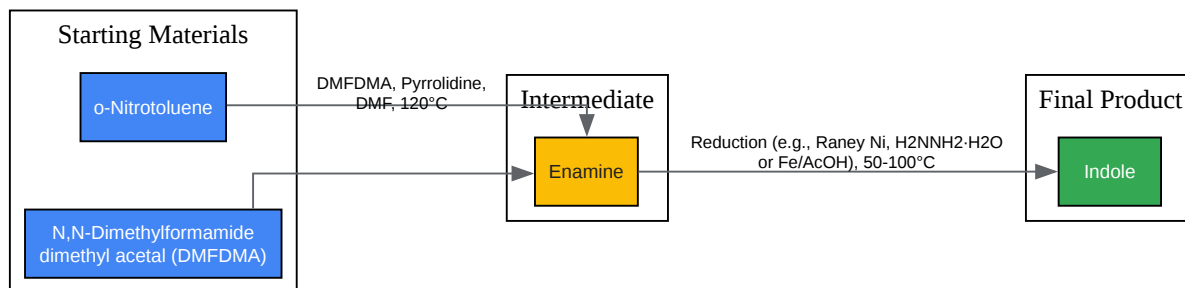 Starting Materials
o-Nitrotoluene
N,N-Dimethylformamide
dimethyl acetal (DMFDMA)
DMFDMA, Pyrrolidine,
DMF, 120°C
Intermediate
Enamine
Reduction (e.g., Raney Ni, H2NNH2·H2O
or Fe/AcOH), 50-100°C
Final Product
Indole